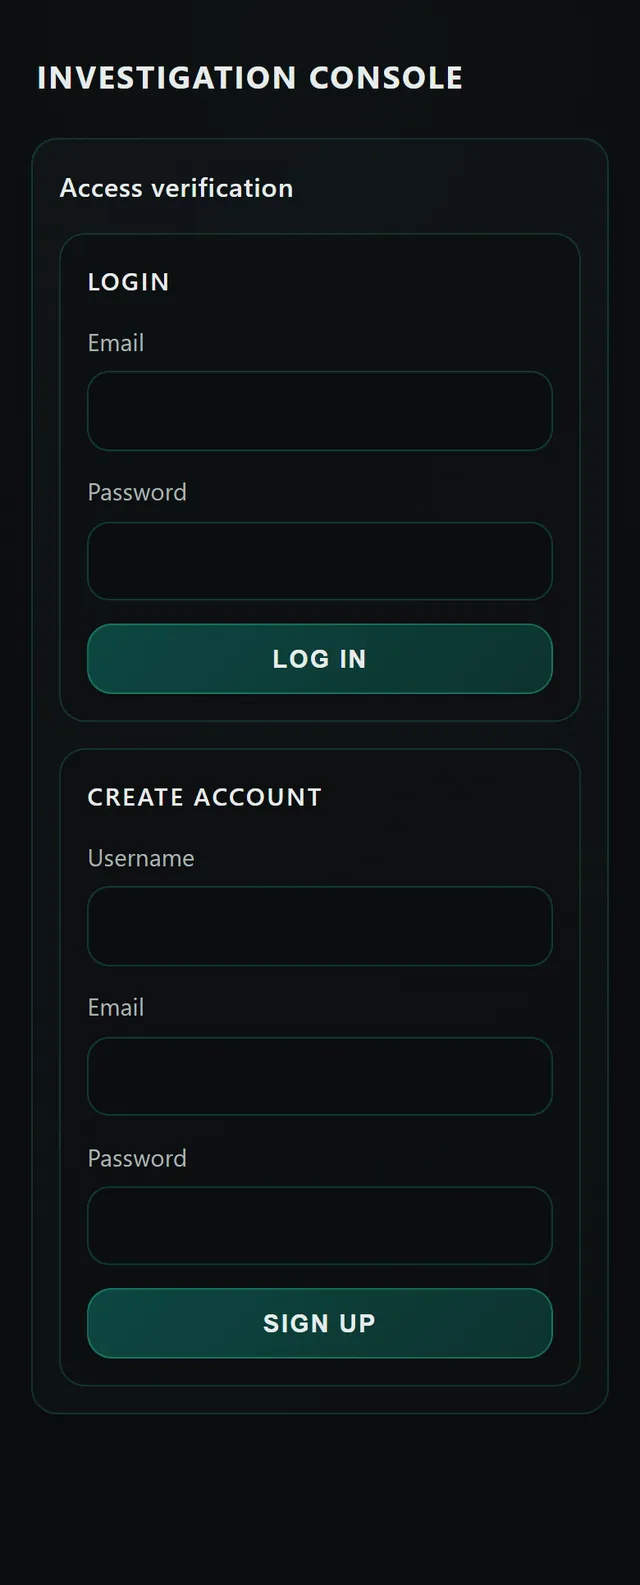 INVESTIGATION CONSOLE
Access verification
LOGIN
Email
Password
LOG IN
CREATE ACCOUNT
Username
Email
Password
SIGN UP